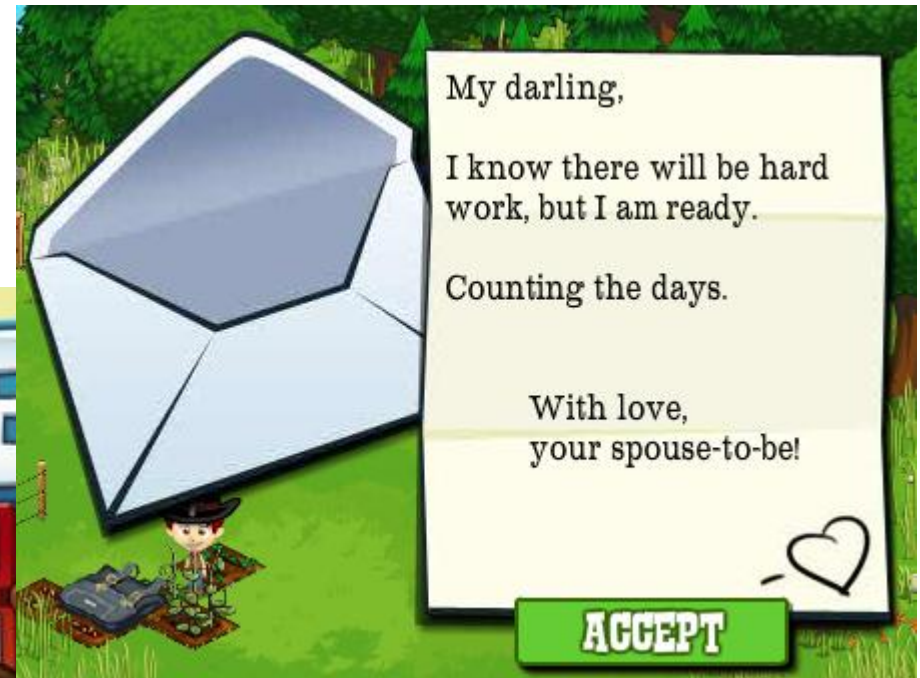 My darling,
I know there will be hard
work, but I am ready.
Counting the days.
With love,
your spouse-to-be!
ACCEPT